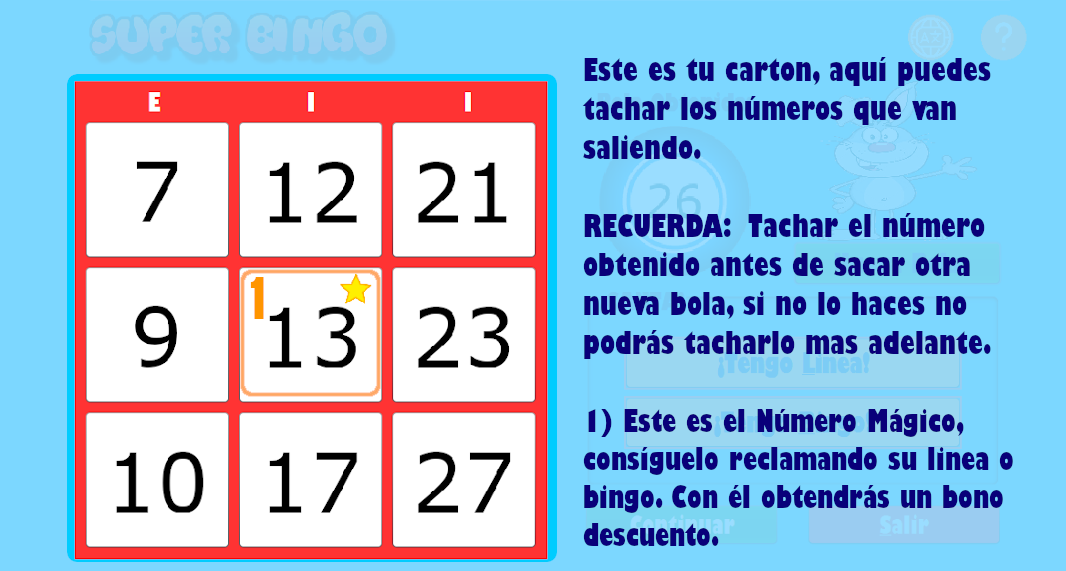 SUPER BINGO
?
E I I
7 12 21
1
9 13 23
10 17 27
Este es tu carton, aquí puedes
tachar los números que van
saliendo.
26
RECUERDA: Tachar el número
obtenido antes de sacar otra
nueva bola, si no lo haces no
podrás tacharlo mas adelante.
¡Tengo Línea!
1) Este es el Número Mágico,
consíguelo reclamando su linea o
bingo. Con él obtendrás un bono
descuento.
Continuar
Salir